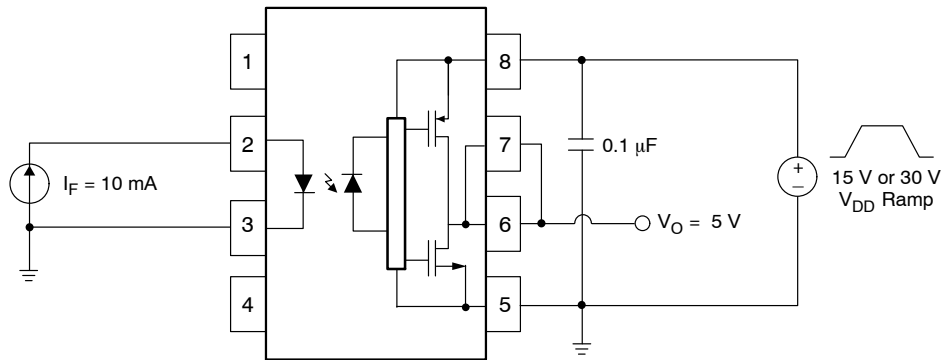 1
8
2
7
I_F = 10 mA
0.1 μF
+
−
15 V or 30 V
V_DD Ramp
3
6
V_O = 5 V
4
5